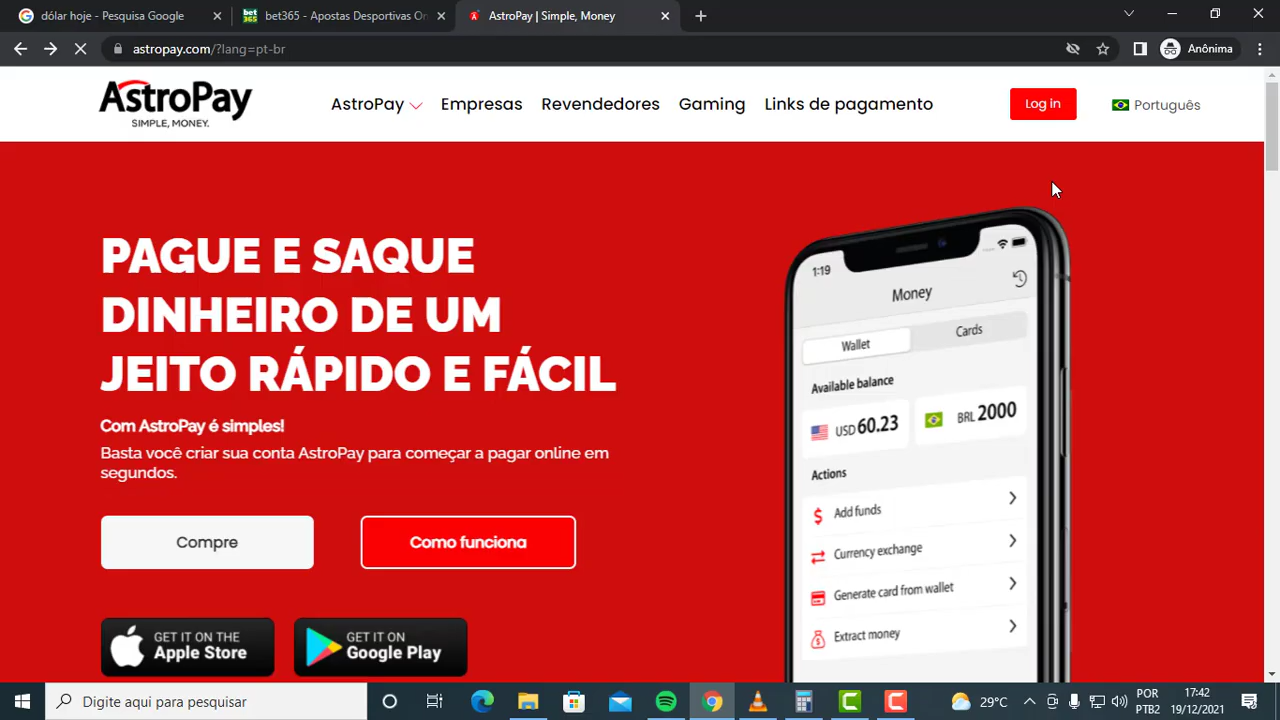 dólar hoje - Pesquisa Google
bet365 - Apostas Desportivas On
AstroPay | Simple, Money
astropay.com/?lang=pt-br
Anônima
AstroPay
SIMPLE, MONEY.
AstroPay
Empresas
Revendedores
Gaming
Links de pagamento
Log in
Português
PAGUE E SAQUE
DINHEIRO DE UM
JEITO RÁPIDO E FÁCIL
Com AstroPay é simples!
Basta você criar sua conta AstroPay para começar a pagar online em
segundos.
Compre
Como funciona
GET IT ON THE
Apple Store
GET IT ON
Google Play
1:19
Money
Wallet
Cards
Available balance
USD 60.23
BRL 2000
Actions
Add funds
Currency exchange
Generate card from wallet
Extract money
Digite aqui para pesquisar
29°C
POR
PTB2
17:42
19/12/2021